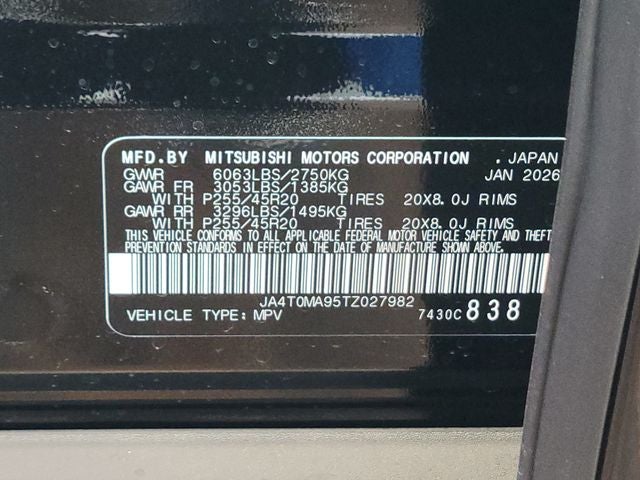 MFD.BY MITSUBISHI MOTORS CORPORATION . JAPAN
GVWR 6063LBS/2750KG JAN 2026
GAWR FR 3053LBS/1385KG
WITH P255/45R20 TIRES 20X8.0J RIMS
GAWR RR 3296LBS/1495KG
WITH P255/45R20 TIRES 20X8.0J RIMS
THIS VEHICLE CONFORMS TO ALL APPLICABLE FEDERAL MOTOR VEHICLE SAFETY AND THEFT
PREVENTION STANDARDS IN EFFECT ON THE DATE OF MANUFACTURE SHOWN ABOVE.
JA4T0MA95TZ027982
VEHICLE TYPE: MPV 7430C 838